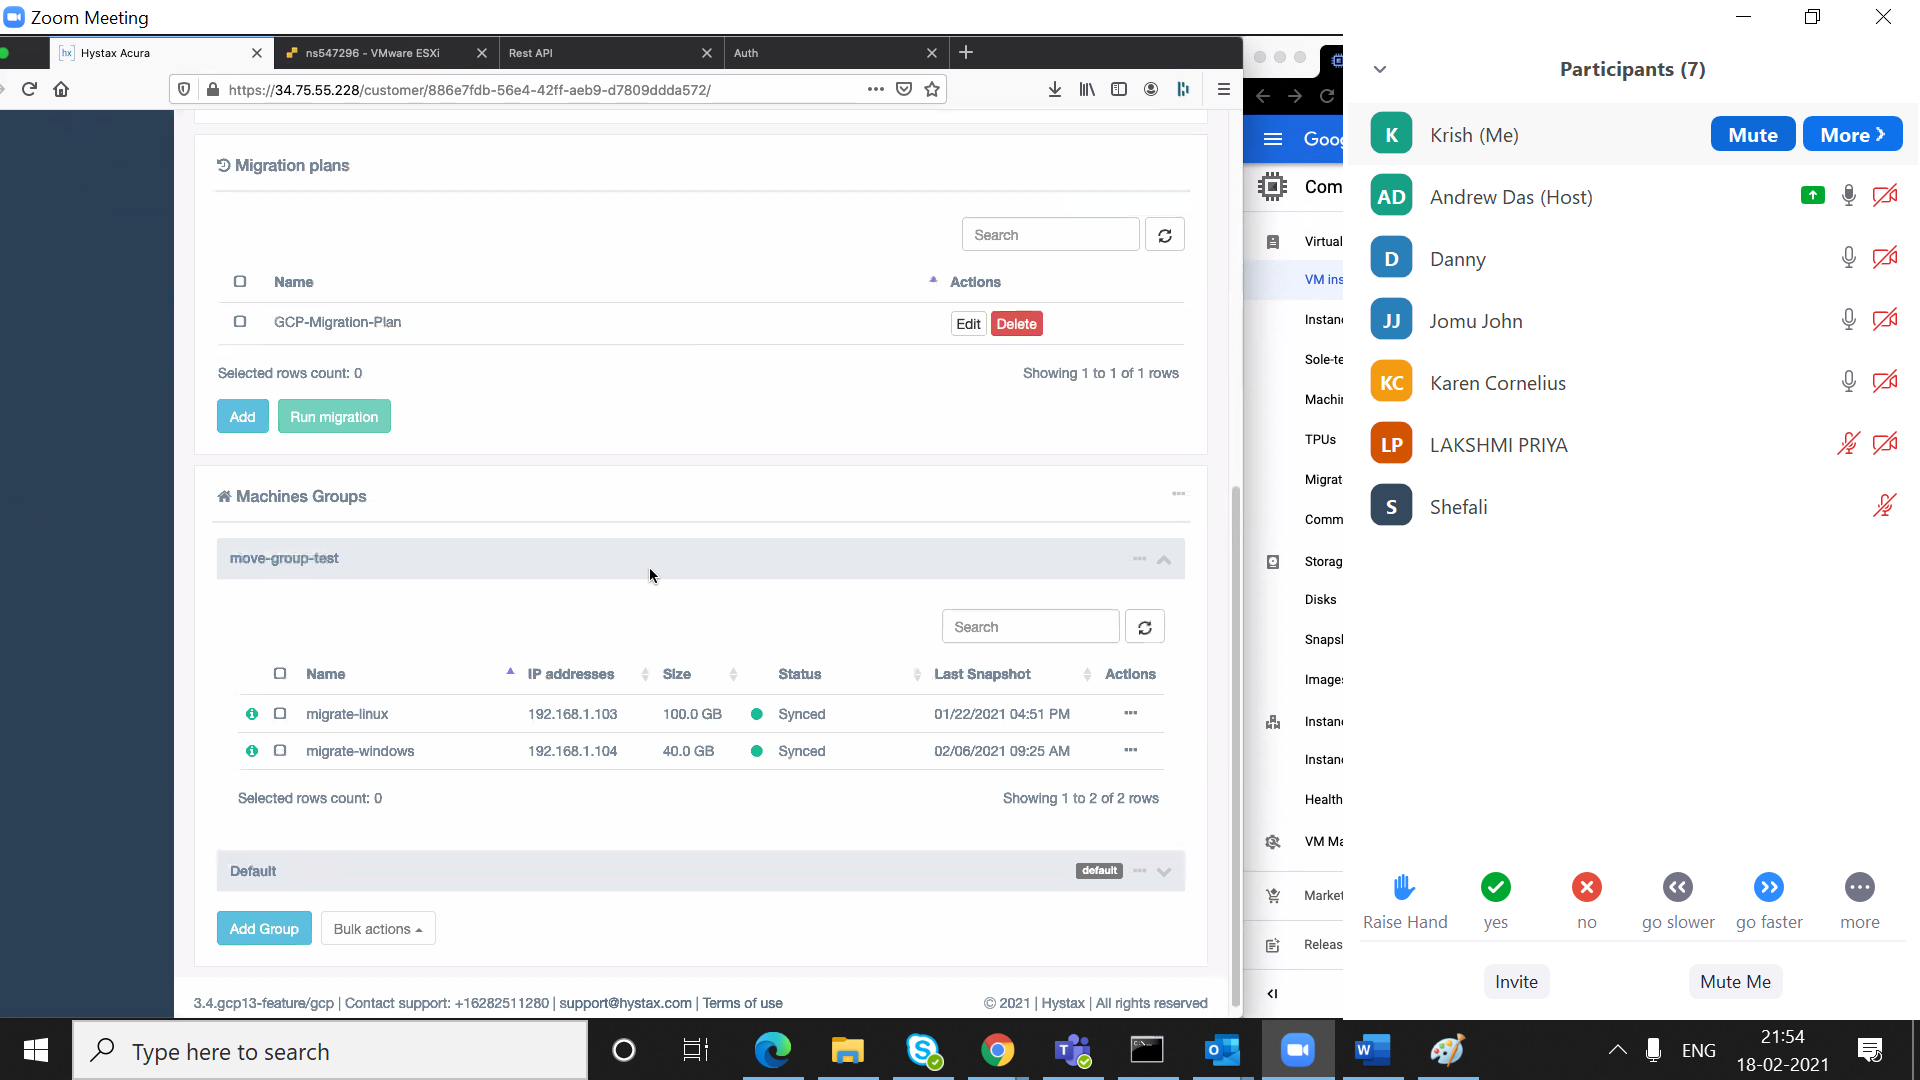 Zoom Meeting
hx Hystax Acura
ns547296 - VMware ESXi
Rest API
Auth
https://34.75.55.228/customer/886e7fdb-56e4-42ff-aeb9-d7809ddda572/
Migration plans
Search
Name Actions
GCP-Migration-Plan Edit Delete
Selected rows count: 0 Showing 1 to 1 of 1 rows
Add Run migration
Machines Groups
move-group-test
Search
Name IP addresses Size Status Last Snapshot Actions
migrate-linux 192.168.1.103 100.0 GB Synced 01/22/2021 04:51 PM
migrate-windows 192.168.1.104 40.0 GB Synced 02/06/2021 09:25 AM
Selected rows count: 0 Showing 1 to 2 of 2 rows
Default default
Add Group Bulk actions
3.4.gcp13-feature/gcp | Contact support: +16282511280 | support@hystax.com | Terms of use © 2021 | Hystax | All rights reserved
Goog
Com
Virtual
VM ins
Instanc
Sole-te
Machin
TPUs
Migrat
Comm
Storag
Disks
Snapsh
Images
Instanc
Instanc
Health
VM Ma
Market
Releas
Participants (7)
K Krish (Me) Mute More
AD Andrew Das (Host)
D Danny
JJ Jomu John
KC Karen Cornelius
LP LAKSHMI PRIYA
S Shefali
Raise Hand yes no go slower go faster more
Invite Mute Me
Type here to search
ENG
21:54
18-02-2021